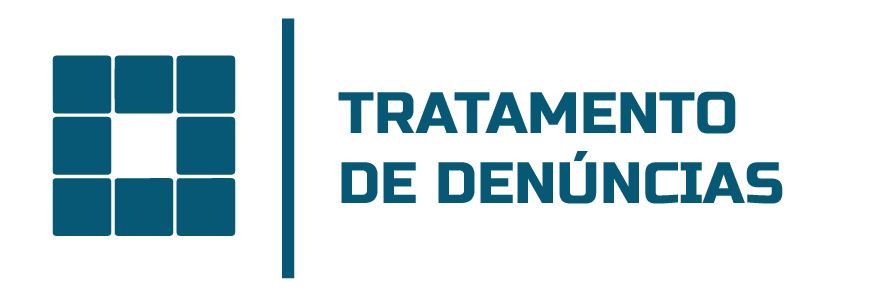 TRATAMENTO
DE DENÚNCIAS